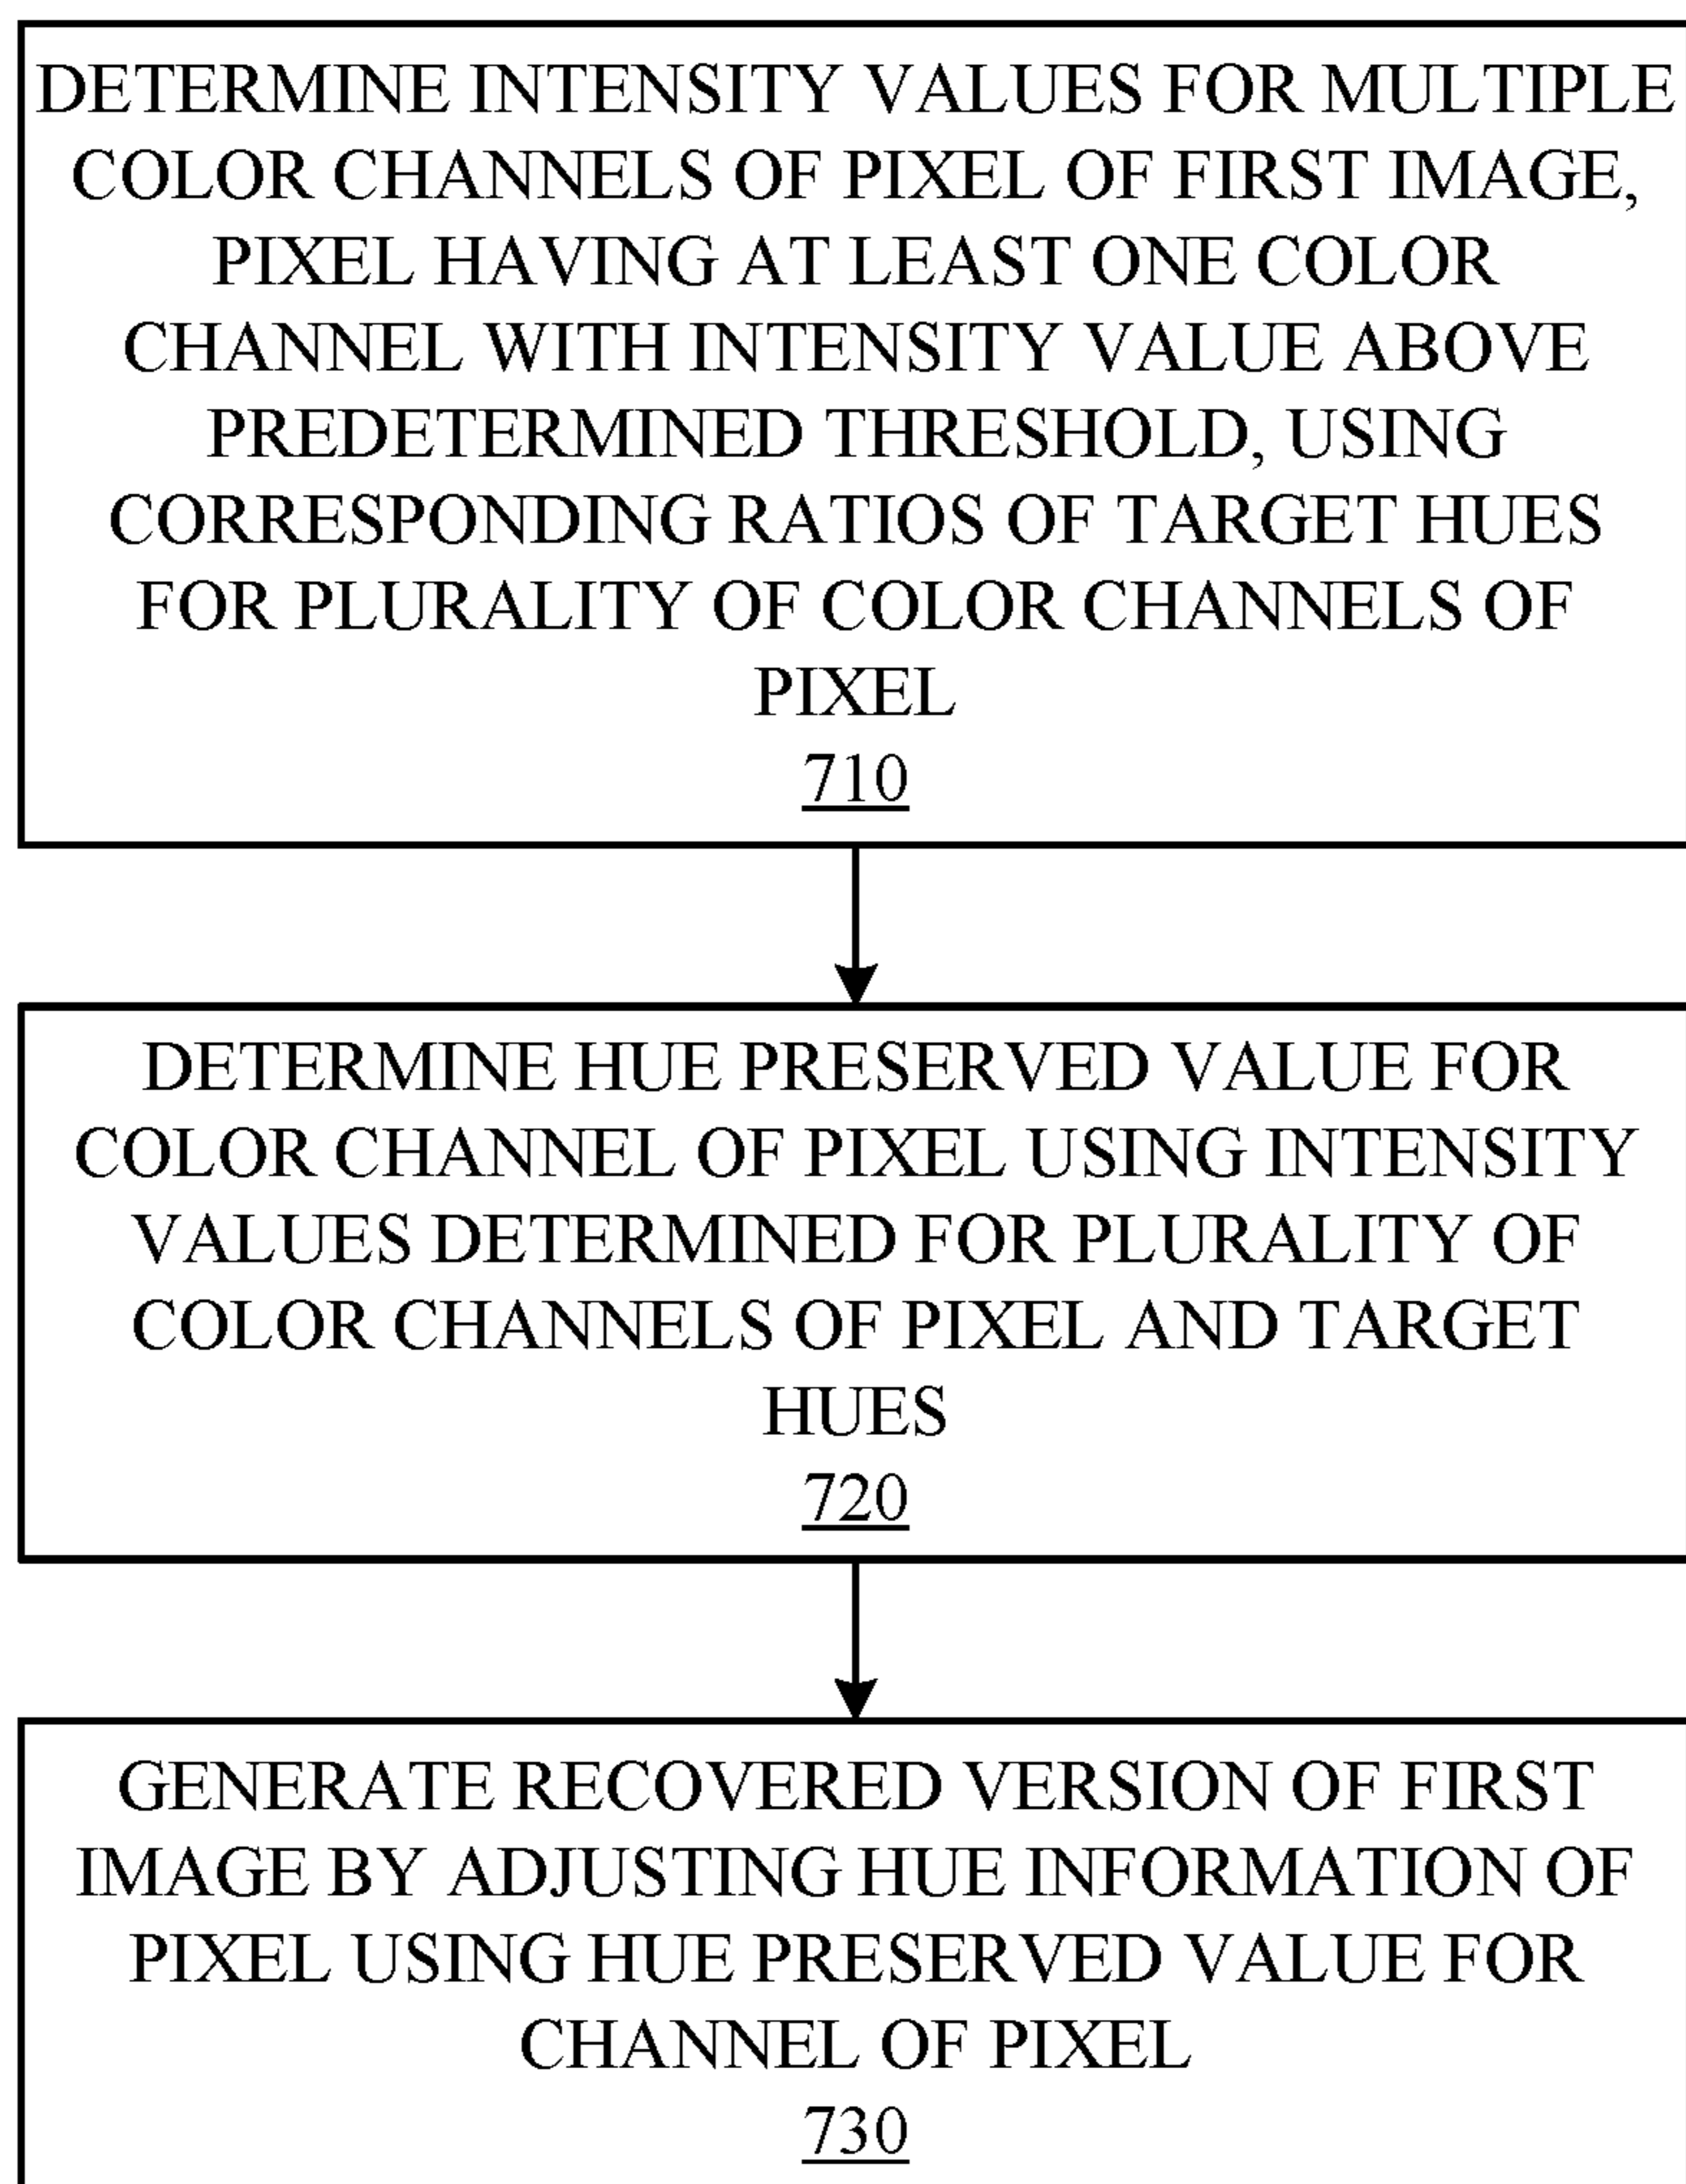 DETERMINE INTENSITY VALUES FOR MULTIPLE
COLOR CHANNELS OF PIXEL OF FIRST IMAGE,
PIXEL HAVING AT LEAST ONE COLOR
CHANNEL WITH INTENSITY VALUE ABOVE
PREDETERMINED THRESHOLD, USING
CORRESPONDING RATIOS OF TARGET HUES
FOR PLURALITY OF COLOR CHANNELS OF
PIXEL
710
DETERMINE HUE PRESERVED VALUE FOR
COLOR CHANNEL OF PIXEL USING INTENSITY
VALUES DETERMINED FOR PLURALITY OF
COLOR CHANNELS OF PIXEL AND TARGET
HUES
720
GENERATE RECOVERED VERSION OF FIRST
IMAGE BY ADJUSTING HUE INFORMATION OF
PIXEL USING HUE PRESERVED VALUE FOR
CHANNEL OF PIXEL
730